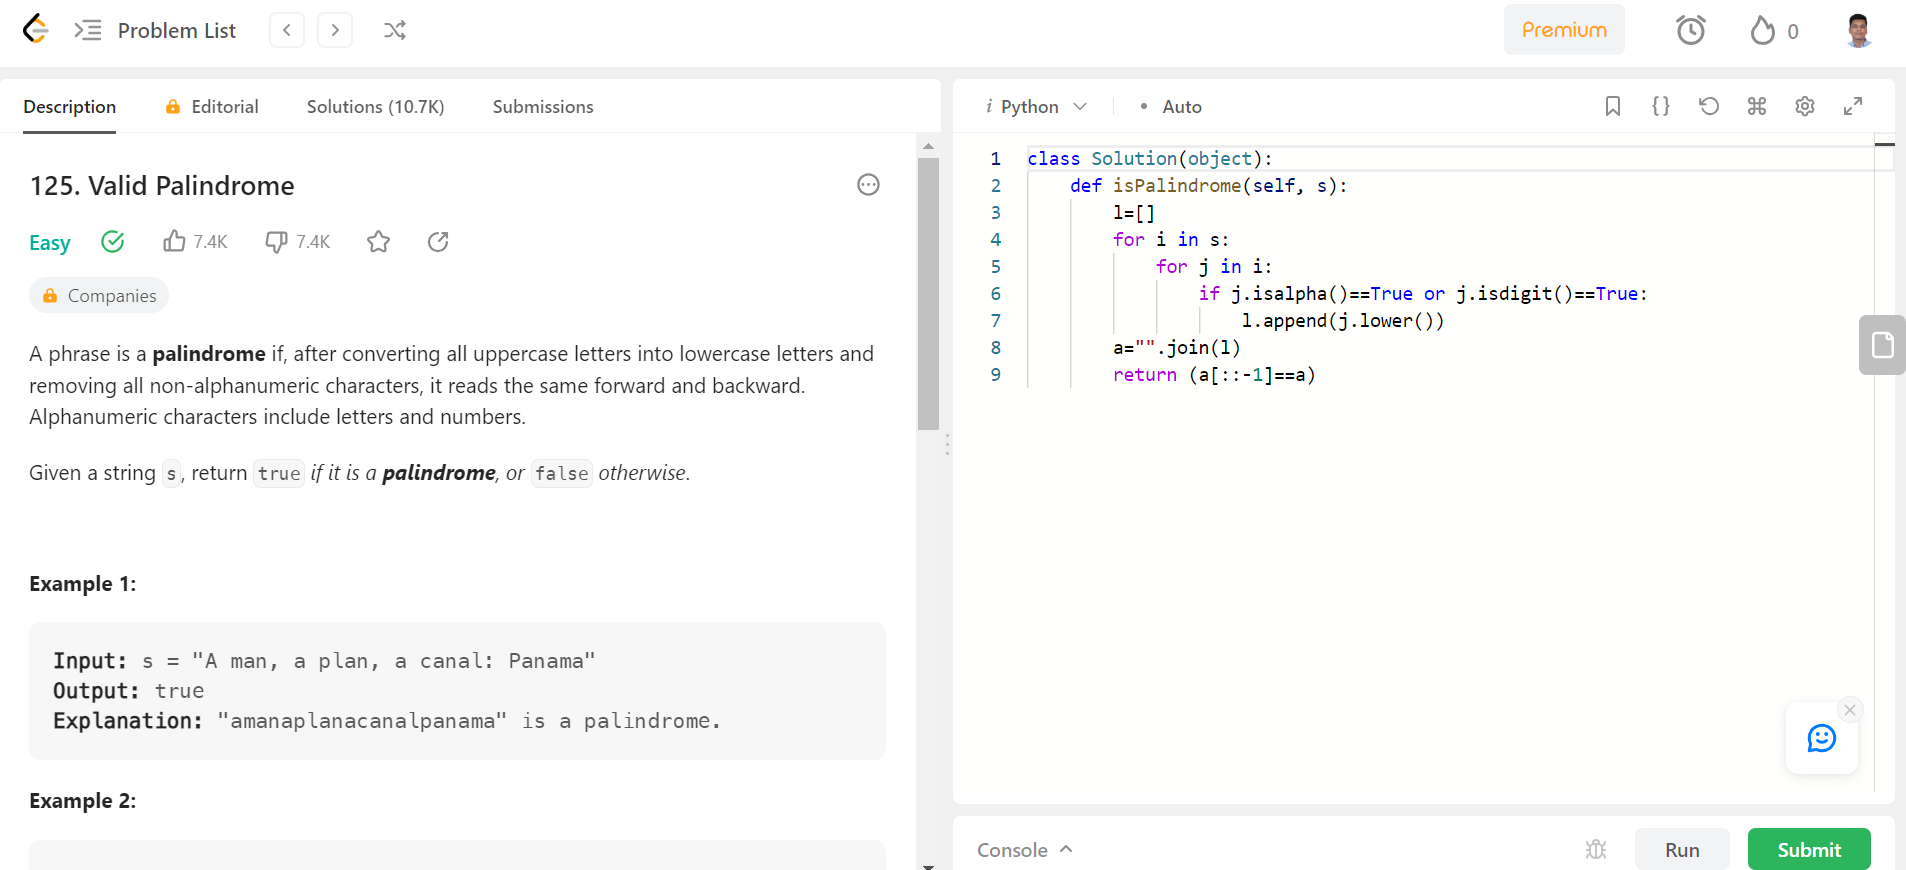 Problem List
Premium
0
Description Editorial Solutions (10.7K) Submissions
125. Valid Palindrome
Easy 7.4K 7.4K
Companies
A phrase is a palindrome if, after converting all uppercase letters into lowercase letters and
removing all non-alphanumeric characters, it reads the same forward and backward.
Alphanumeric characters include letters and numbers.
Given a string s, return true if it is a palindrome, or false otherwise.
Example 1:
Input: s = "A man, a plan, a canal: Panama"
Output: true
Explanation: "amanaplanacanalpanama" is a palindrome.
Example 2:
i Python • Auto
1 class Solution(object):
2     def isPalindrome(self, s):
3         l=[]
4         for i in s:
5             for j in i:
6                 if j.isalpha()==True or j.isdigit()==True:
7                     l.append(j.lower())
8         a="".join(l)
9         return (a[::-1]==a)
Console Run Submit